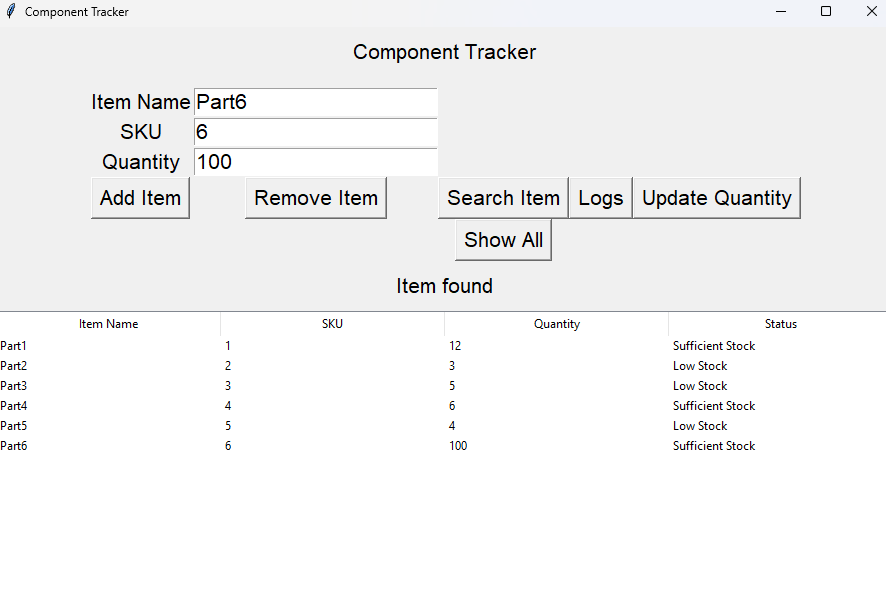 Component Tracker
Component Tracker
Item Name Part6
SKU 6
Quantity 100
Add Item Remove Item Search Item Logs Update Quantity
Show All
Item found
Item Name SKU Quantity Status
Part1 1 12 Sufficient Stock
Part2 2 3 Low Stock
Part3 3 5 Low Stock
Part4 4 6 Sufficient Stock
Part5 5 4 Low Stock
Part6 6 100 Sufficient Stock